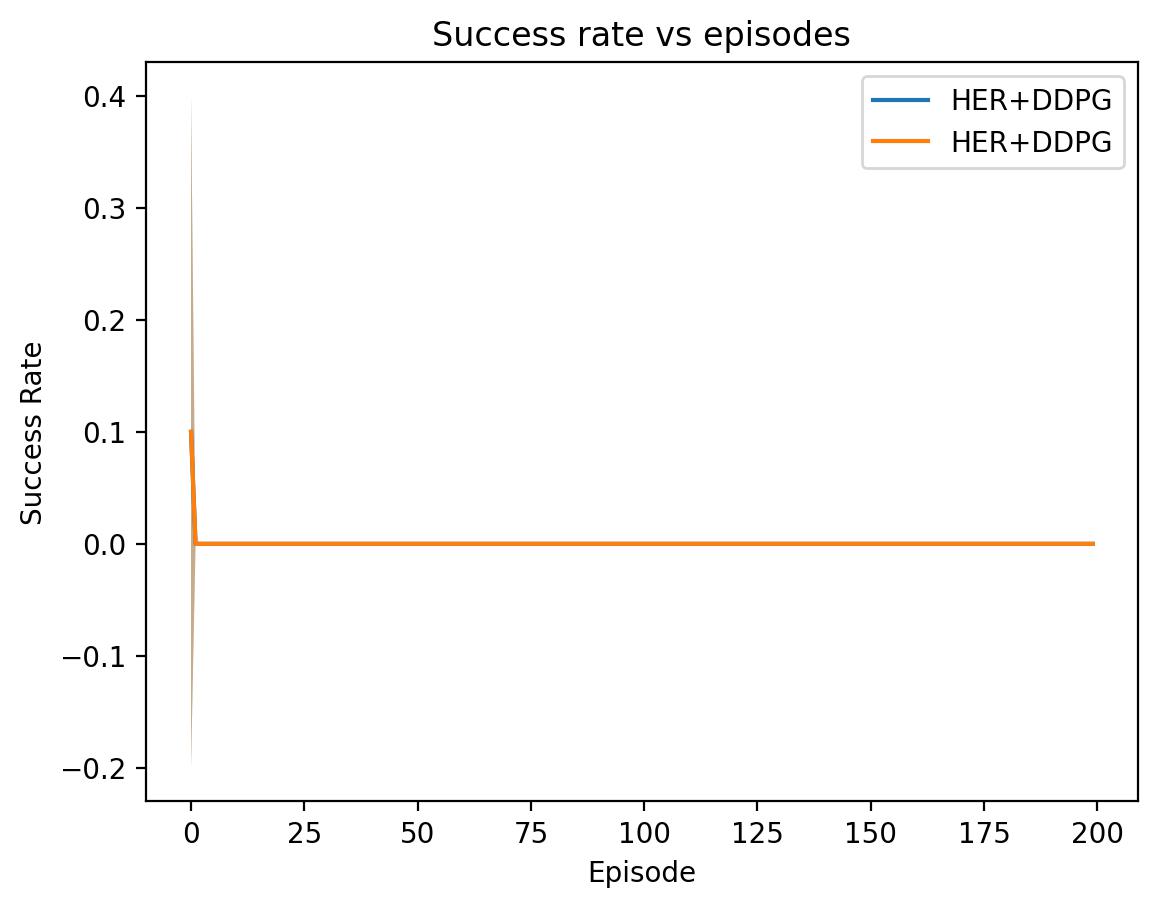 Success rate vs episodes
HER+DDPG
HER+DDPG
0.4
0.3
0.2
0.1
0.0
−0.1
−0.2
Success Rate
0 25 50 75 100 125 150 175 200
Episode